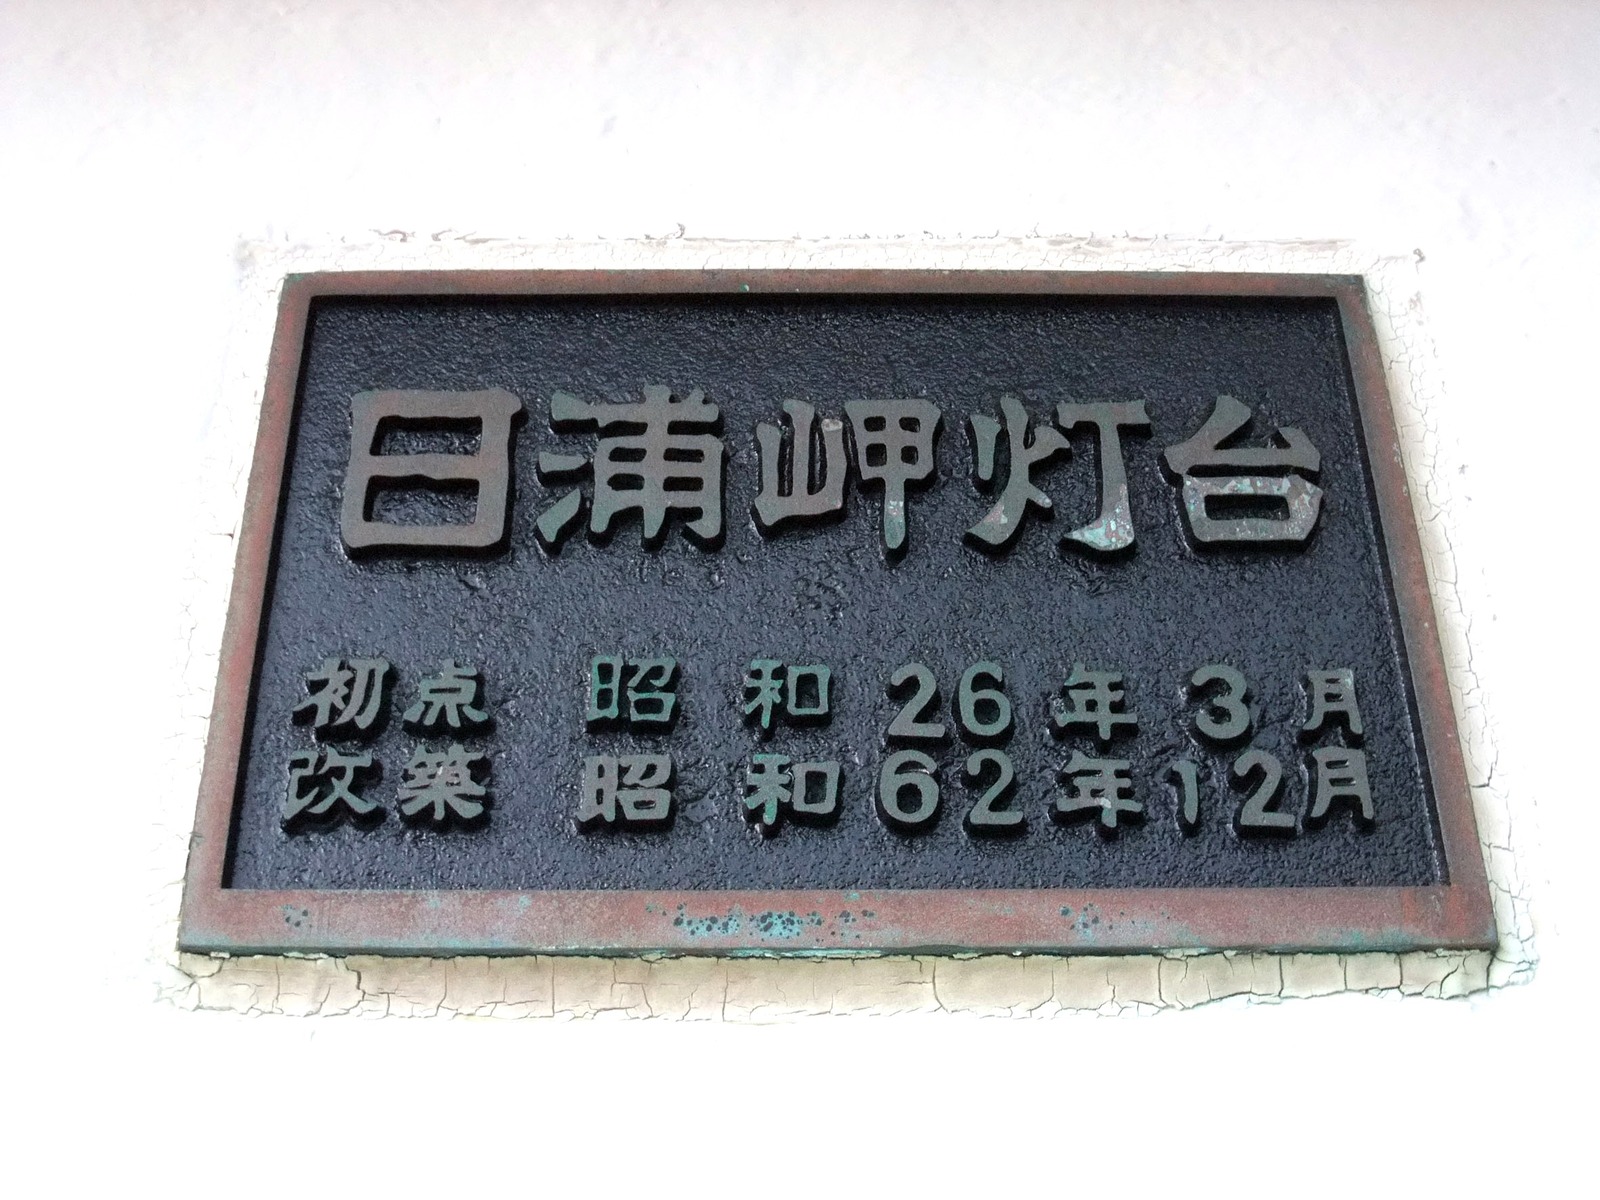 日浦岬灯台
初点 昭和26年3月
改築 昭和62年12月